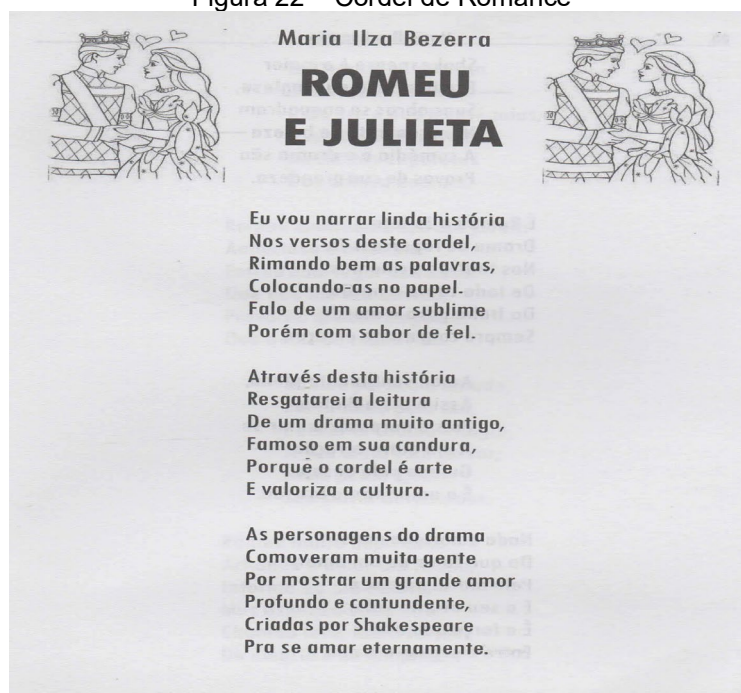 Figura 22 – Cordel de Romance
Maria Ilza Bezerra
ROMEU
E JULIETA
Eu vou narrar linda história
Nos versos deste cordel,
Rimando bem as palavras,
Colocando-as no papel.
Falo de um amor sublime
Porém com sabor de fel.
Através desta história
Resgatarei a leitura
De um drama muito antigo,
Famoso em sua candura,
Porque o cordel é arte
E valoriza a cultura.
As personagens do drama
Comoveram muita gente
Por mostrar um grande amor
Profundo e contundente,
Criadas por Shakespeare
Pra se amar eternamente.